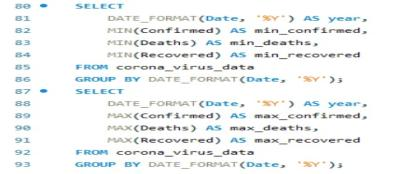 80 SELECT
81 DATE_FORMAT(Date, '%Y') AS year,
82 MIN(Confirmed) AS min_confirmed,
83 MIN(Deaths) AS min_deaths,
84 MIN(Recovered) AS min_recovered
85 FROM corona_virus_data
86 GROUP BY DATE_FORMAT(Date, '%Y');
87 SELECT
88 DATE_FORMAT(Date, '%Y') AS year,
89 MAX(Confirmed) AS max_confirmed,
90 MAX(Deaths) AS max_deaths,
91 MAX(Recovered) AS max_recovered
92 FROM corona_virus_data
93 GROUP BY DATE_FORMAT(Date, '%Y');